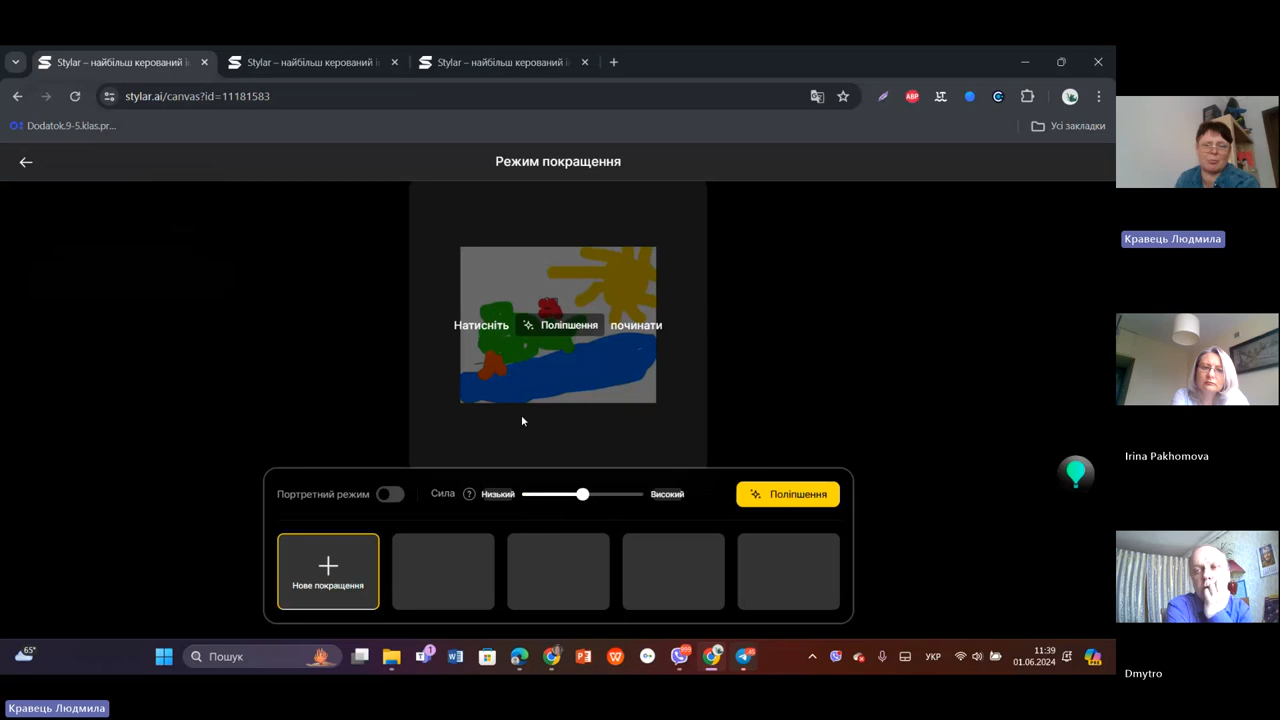 Stylar – найбільш керований і
Stylar – найбільш керований і
Stylar – найбільш керований і
stylar.ai/canvas?id=11181583
ABP
Dodatok.9-5.klas.pr...
Усі закладки
Режим покращення
Натисніть Поліпшення починати
Портретний режим
Сила ? Низький Високий
Поліпшення
Нове покращення
65°
Пошук
УКР
11:39
01.06.2024
Кравець Людмила
Irina Pakhomova
Dmytro
Кравець Людмила